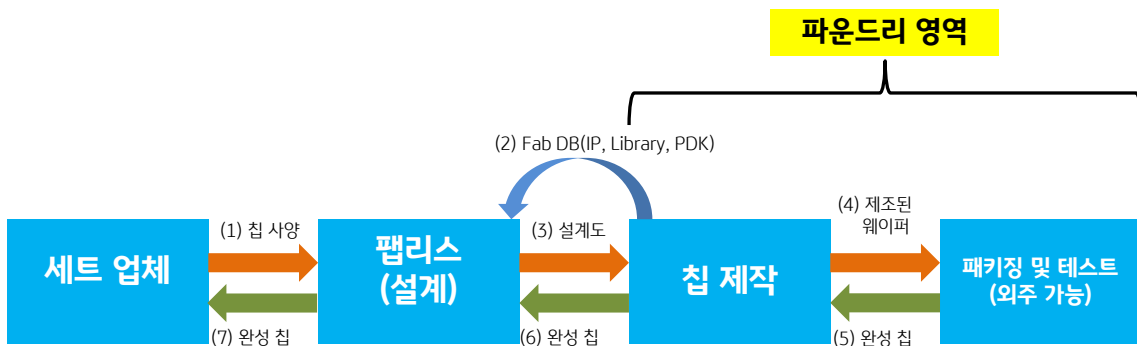 파운드리 영역
(2) Fab DB(IP, Library, PDK)
(1) 칩 사양
(3) 설계도
(4) 제조된
웨이퍼
세트 업체
팹리스
(설계)
칩 제작
패키징 및 테스트
(외주 가능)
(7) 완성 칩
(6) 완성 칩
(5) 완성 칩